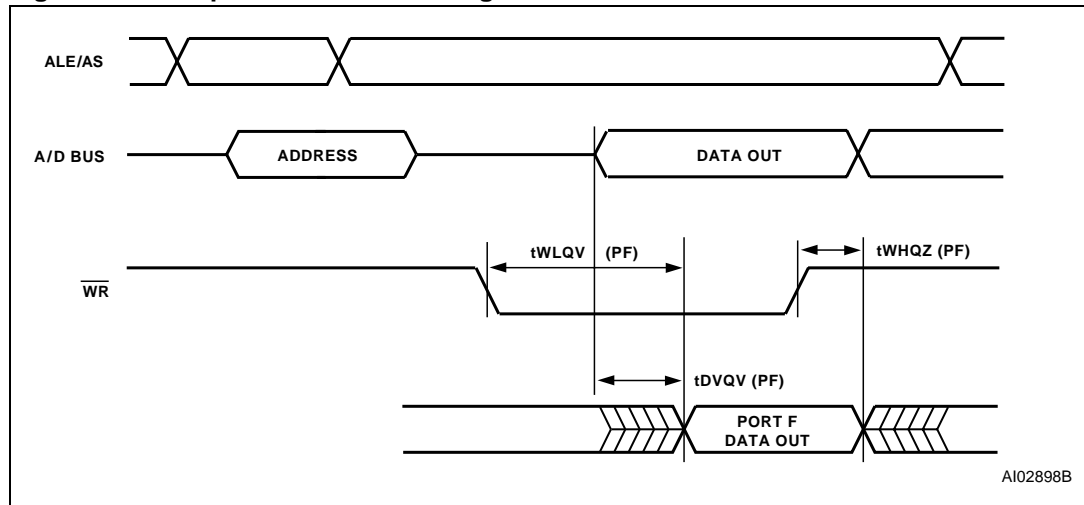 ALE/AS
A/D BUS
ADDRESS
DATA OUT
tWLQV (PF)
tWHQZ (PF)
WR
tDVQV (PF)
PORT F
DATA OUT
AI02898B